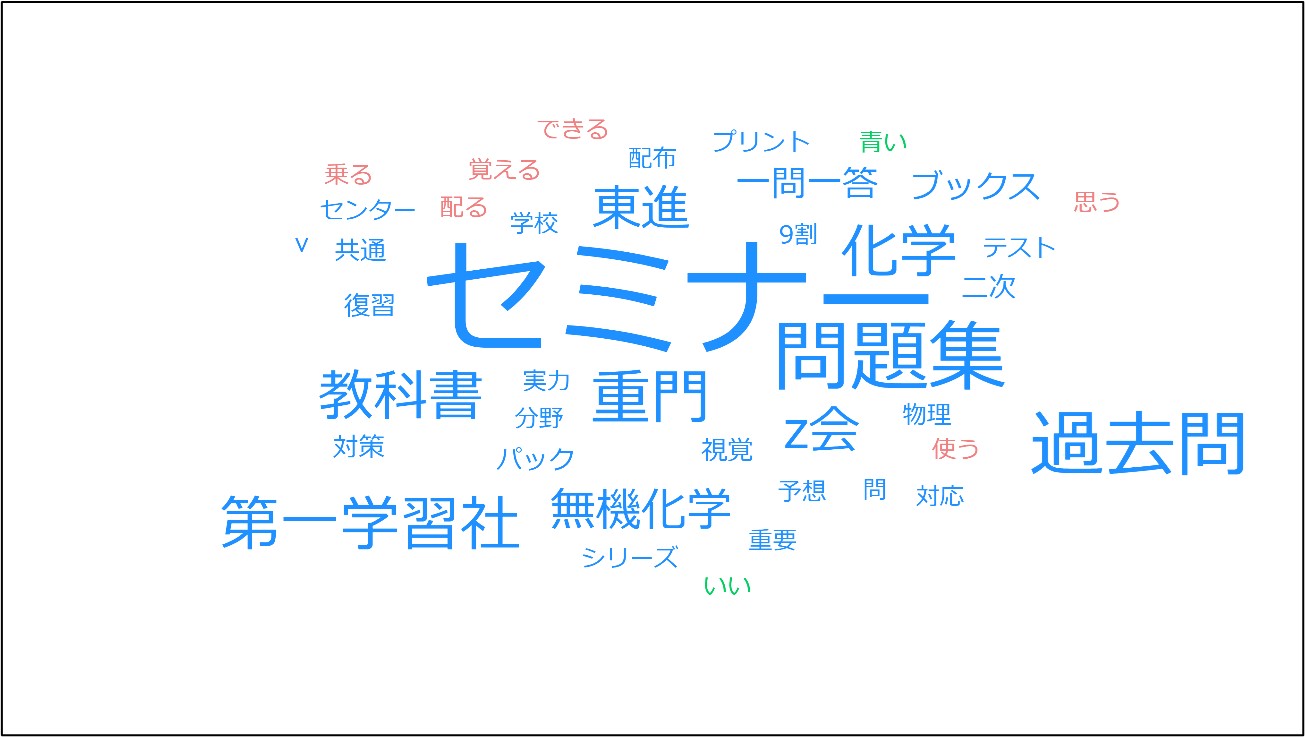 できる
プリント
青い
配布
乗る
覚える
一問一答
ブックス
センター
配る
学校
東進
思う
v
共通
9割
化学
テスト
セミナー
二次
復習
問題集
教科書
実力
重門
分野
z会
物理
過去問
対策
パック
視覚
使う
第一学習社
無機化学
予想
問
対応
シリーズ
重要
いい